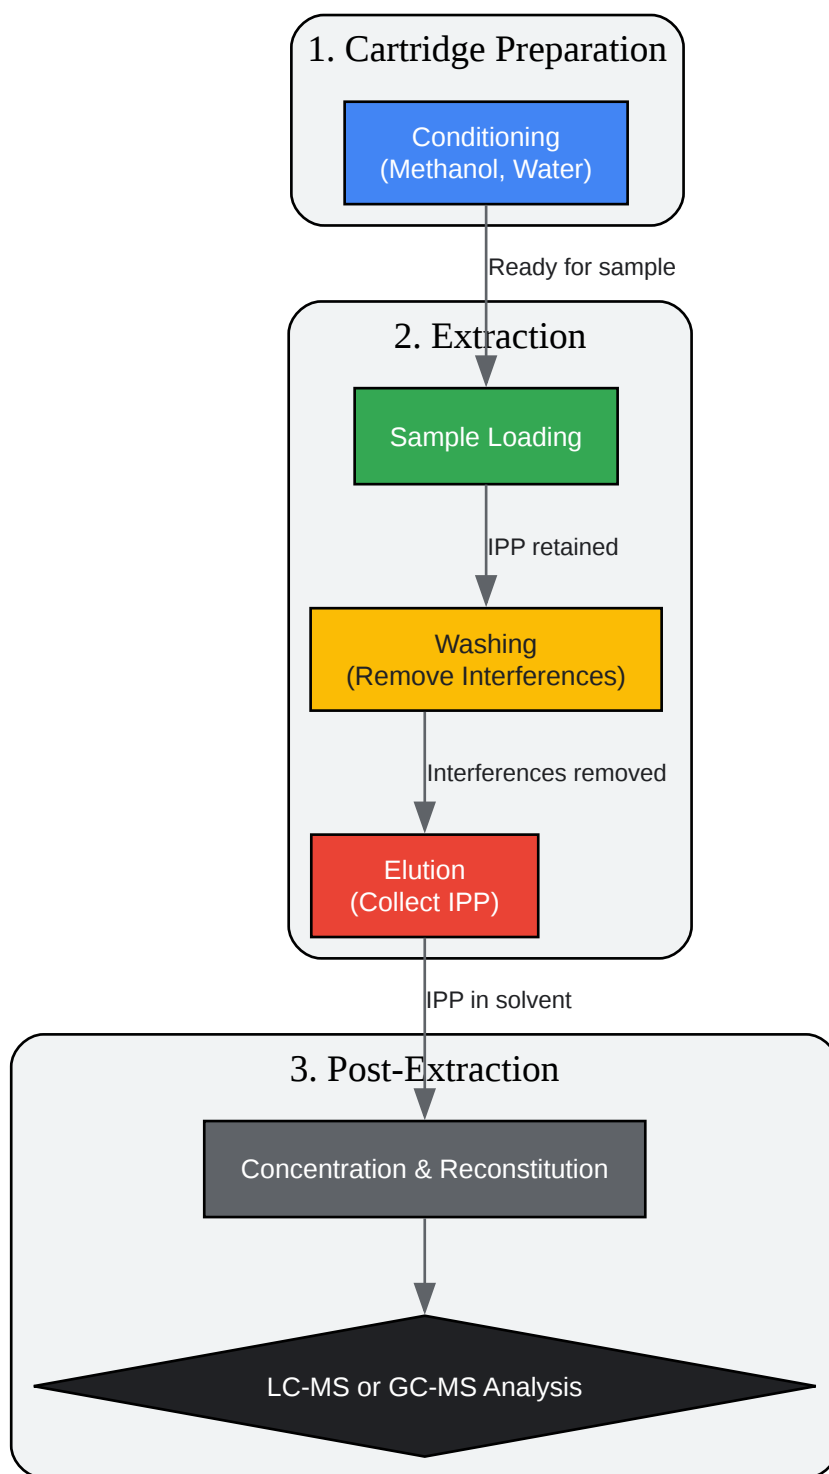 1. Cartridge Preparation
Conditioning
(Methanol, Water)
Ready for sample
2. Extraction
Sample Loading
IPP retained
Washing
(Remove Interferences)
Interferences removed
Elution
(Collect IPP)
IPP in solvent
3. Post-Extraction
Concentration & Reconstitution
LC-MS or GC-MS Analysis